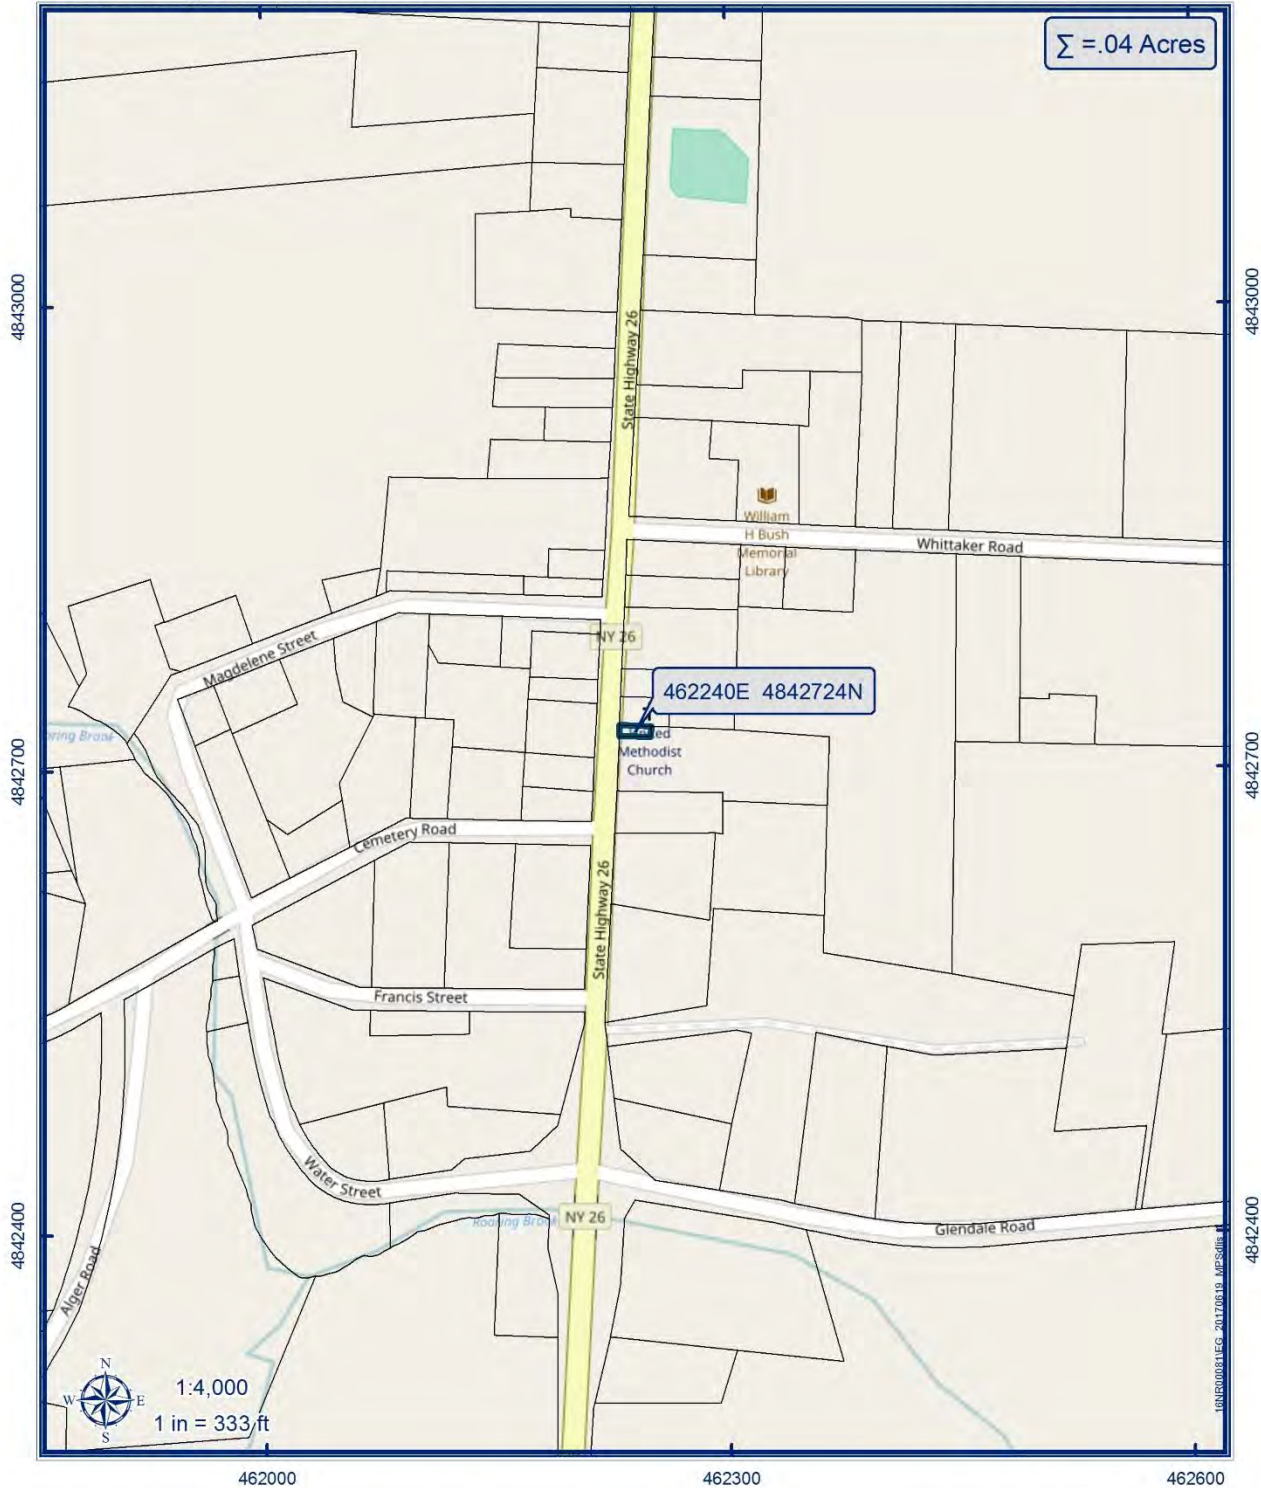 ∑ =.04 Acres
4843000
4843000
State Highway 26
William
H Bush
Memorial
Library
Whittaker Road
NY 26
Magdelene Street
462240E 4842724N
Methodist
Church
4842700
4842700
Cemetery Road
State Highway 26
Francis Street
Water Street
Roaring Brook
NY 26
Glendale Road
4842400
4842400
Alger Road
N
W E
S
1:4,000
1 in = 333 ft
462000
462300
462600